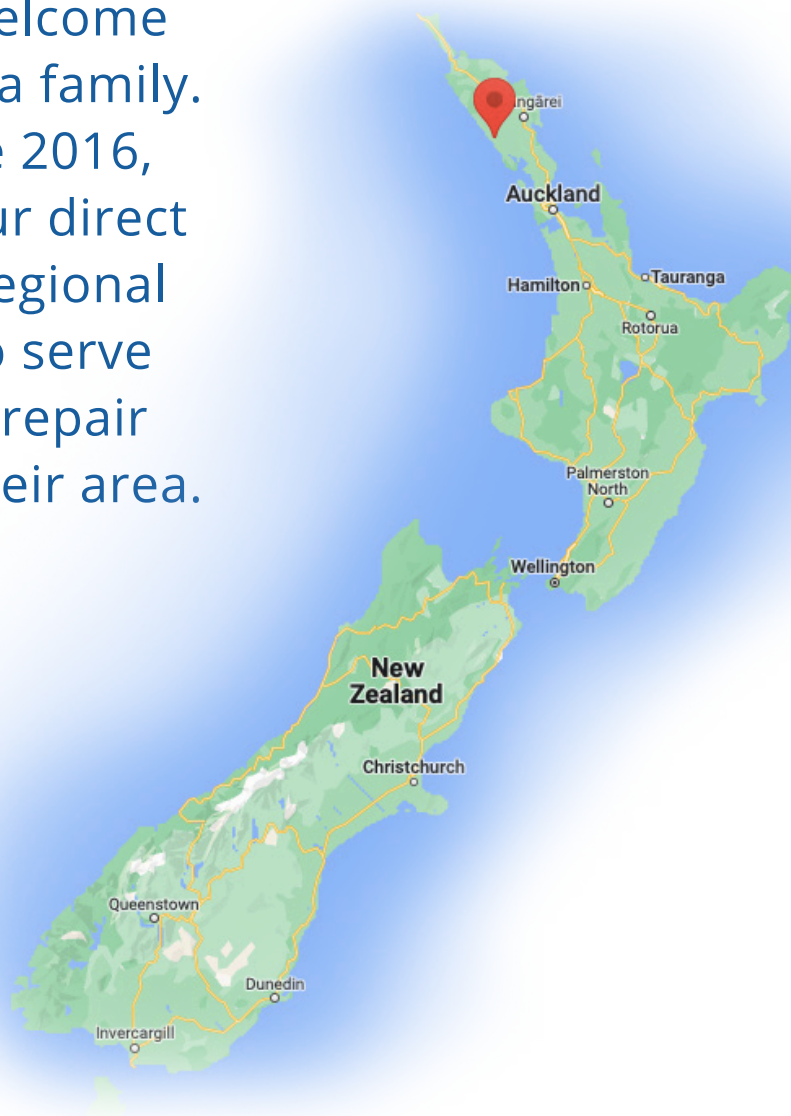 elcome
a family.
e 2016,
ur direct
egional
o serve
repair
eir area.
ngārei
Auckland
Hamilton
Tauranga
Rotorua
Palmerston
North
Wellington
New
Zealand
Christchurch
Queenstown
Dunedin
Invercargill